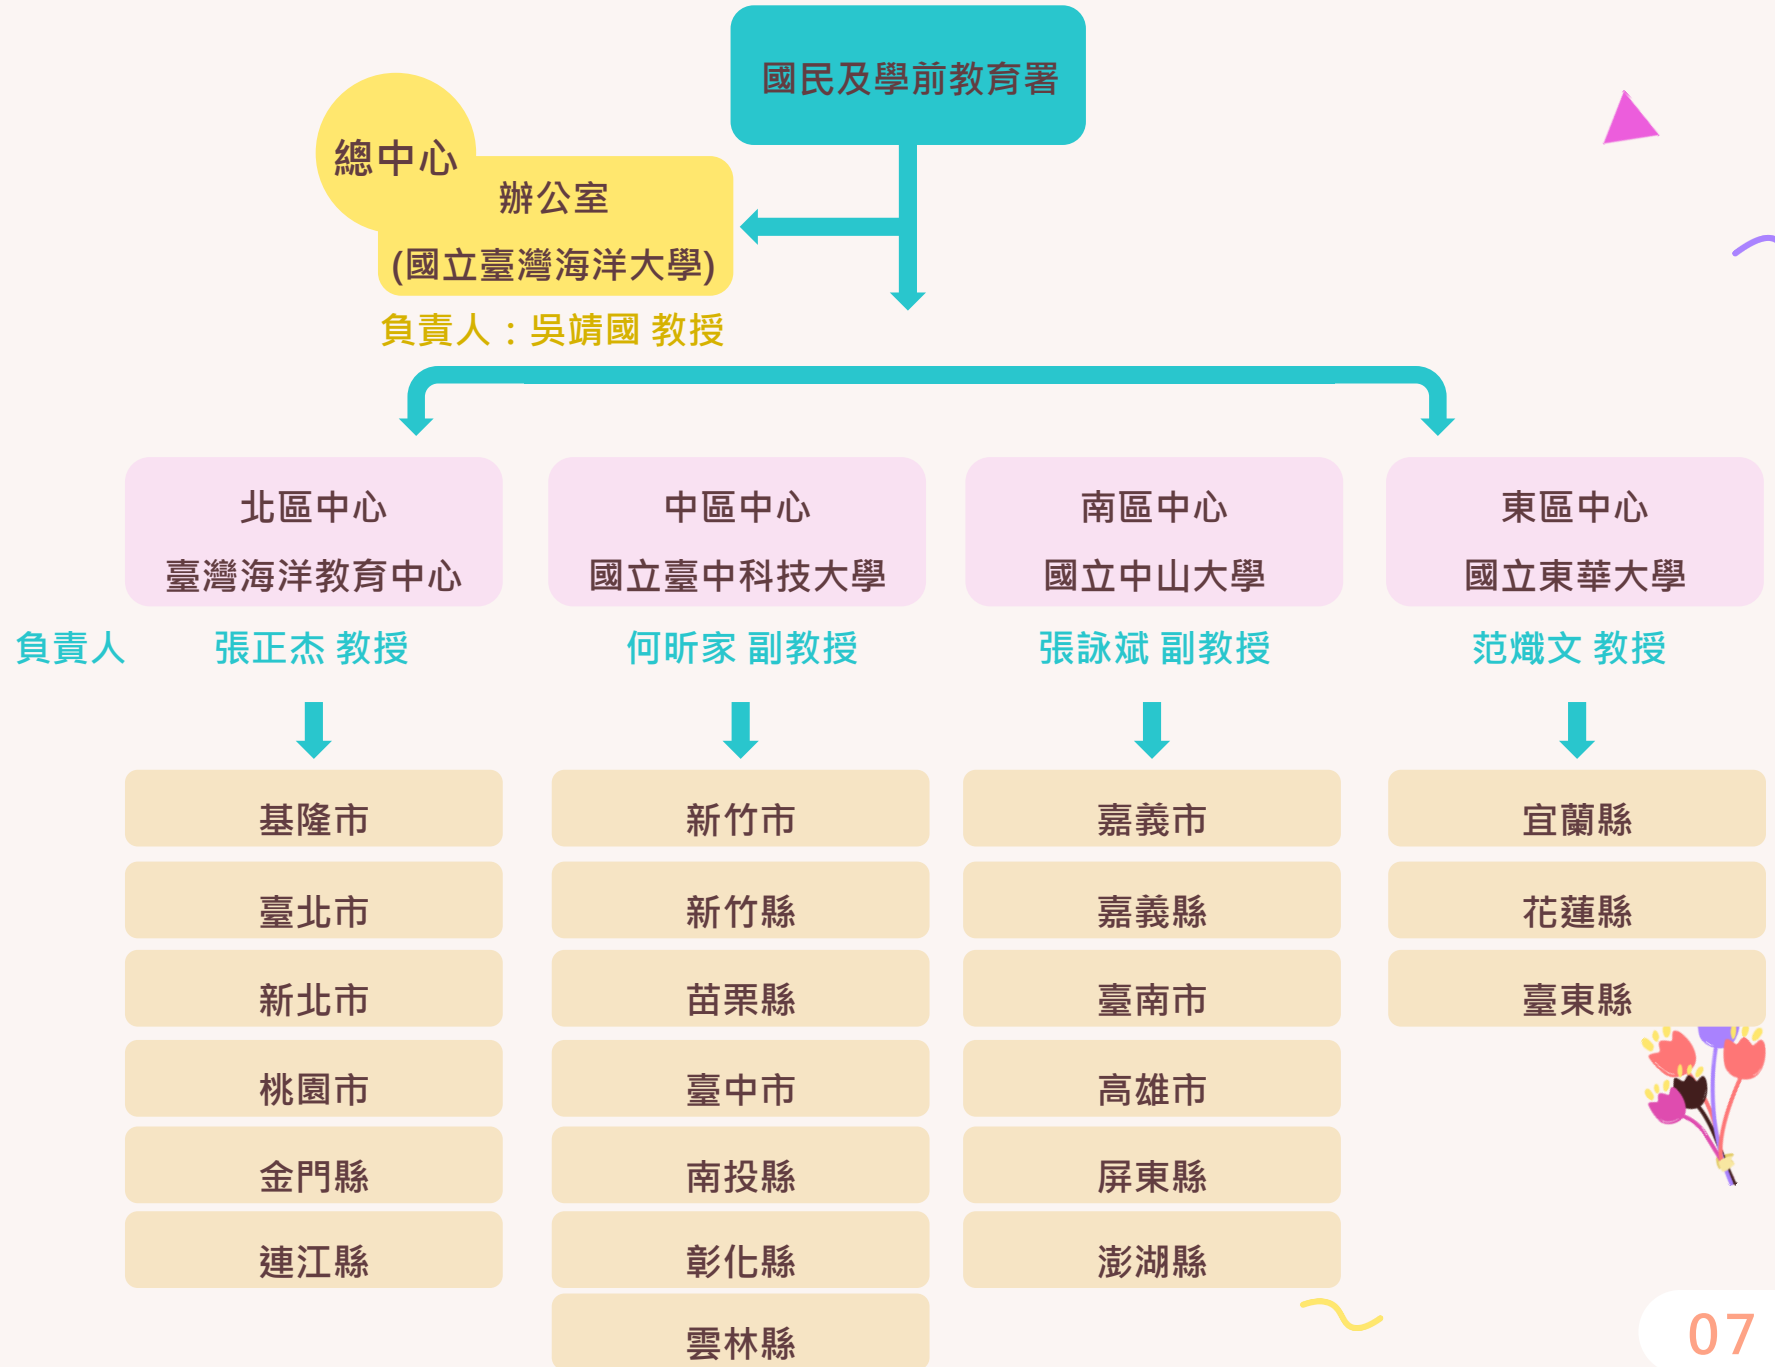 國民及學前教育署
總中心
辦公室
(國立臺灣海洋大學)
負責人：吳靖國 教授
北區中心
臺灣海洋教育中心
中區中心
國立臺中科技大學
南區中心
國立中山大學
東區中心
國立東華大學
負責人
張正杰 教授
何昕家 副教授
張詠斌 副教授
范熾文 教授
基隆市
臺北市
新北市
桃園市
金門縣
連江縣
新竹市
新竹縣
苗栗縣
臺中市
南投縣
彰化縣
雲林縣
嘉義市
嘉義縣
臺南市
高雄市
屏東縣
澎湖縣
宜蘭縣
花蓮縣
臺東縣
07